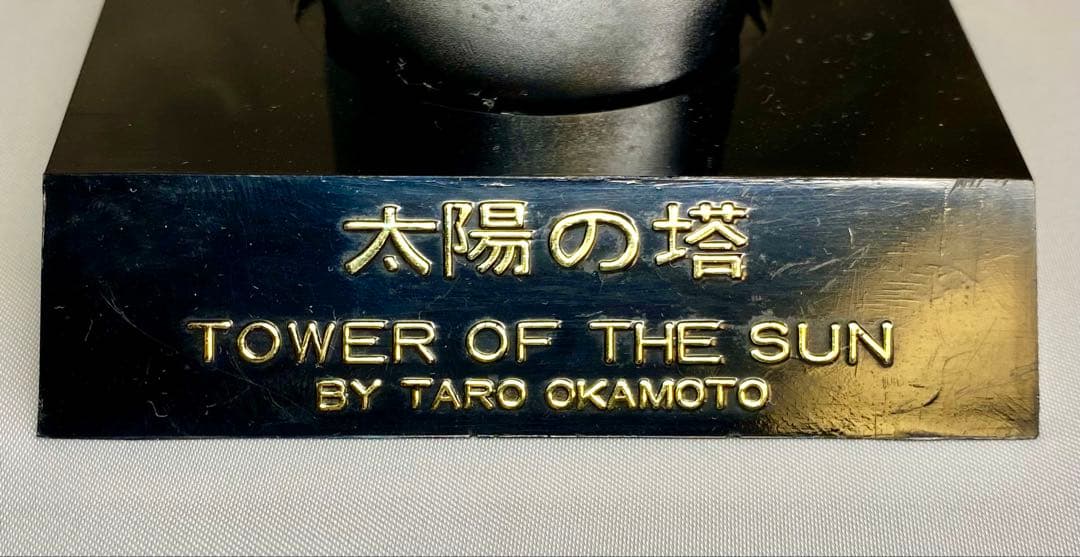 太陽の塔
TOWER OF THE SUN
BY TARO OKAMOTO